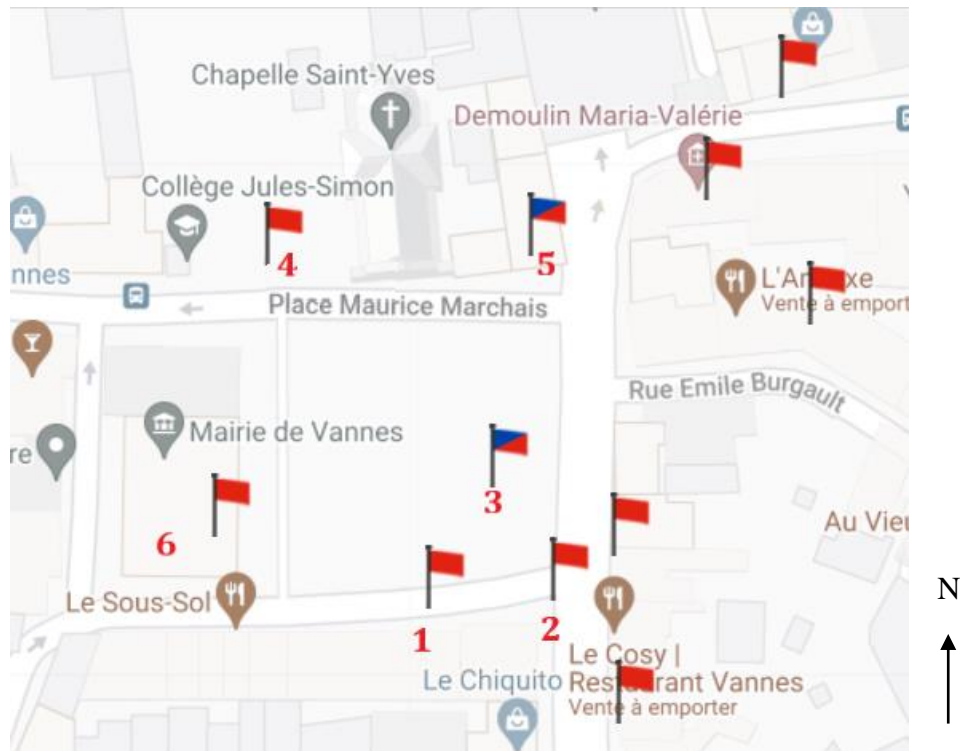 Chapelle Saint-Yves
Demoulin Maria-Valérie
Collège Jules-Simon
4
5
nnes
Place Maurice Marchais
L'An xe
Vente à emport
Rue Emile Burgault
Mairie de Vannes
re
3
6
Au Vieu
N
Le Sous-Sol
1
2
Le Cosy |
Le Chiquito
Restaurant Vannes
Vente à emporter